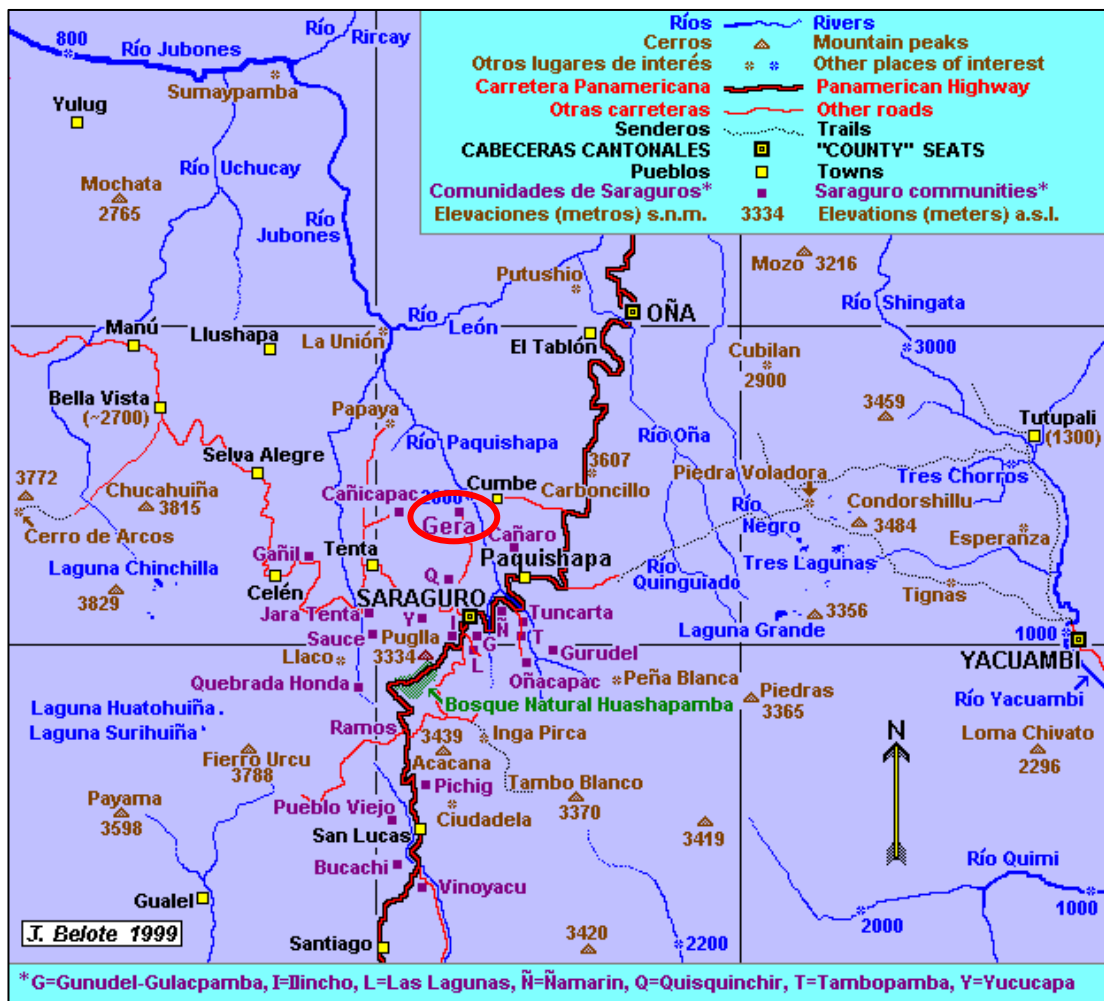 800
Río Jubones
Río
Rircay
Sumaypamba
Yulug
Río Uchucay
Mochata
2765
Río
Jubones
Ríos Rivers
Cerros Mountain peaks
Otros lugares de interés Other places of interest
Carretera Panamericana Panamerican Highway
Otras carreteras Other roads
Senderos Trails
CABECERAS CANTONALES "COUNTY" SEATS
Pueblos Towns
Comunidades de Saraguros* Saraguro communities*
Elevaciones (metros) s.n.m. 3334 Elevations (meters) a.s.l.
Putushio
Mozo 3216
Río Shingata
OÑA
Río
León
Manú
Llushapa
La Unión
El Tablón
3000
Cubilan
2900
Bella Vista
(~2700)
Papaya
3459
Tutupali
(1300)
Río Paquishapa
Río Oña
Selva Alegre
3607
Carboncillo
Piedra Voladora
Tres Chorros
3772
Chucahuiña
3815
Cumbe
Cañicapac
2000
Gera
Río
Negro
Condorshillu
3484
Cerro de Arcos
Cañaro
Esperanza
Gañil
Tenta
Paquishapa
Laguna Chinchilla
Río
Quinguiado
Tres Lagunas
3829
Celén
Q
Tignas
SARAGURO
Jara Tenta
Y
I
Ñ
Tuncarta
3356
Sauce
Puglla
3334
G
T
Laguna Grande
1000
Llaco
L
Gurudel
YACUAMBI
Quebrada Honda
Oñacapac
Peña Blanca
Piedras
3365
Río Yacuambi
Laguna Huatohuiña
Bosque Natural Huashapamba
Laguna Surihuiña
Ramos
3439
Acacana
Inga Pirca
N
Loma Chivato
2296
Fierro Urcu
3788
Pichig
Tambo Blanco
3370
Payama
3598
Pueblo Viejo
Ciudadela
San Lucas
3419
Bucachi
Río Quimi
Gualel
Vinoyacu
2000
1000
J. Belote 1999
Santiago
3420
2200
*G=Gunudel-Gulacpamba, I=Ilincho, L=Las Lagunas, Ñ=Ñamarin, Q=Quisquinchir, T=Tambopamba, Y=Yucucapa